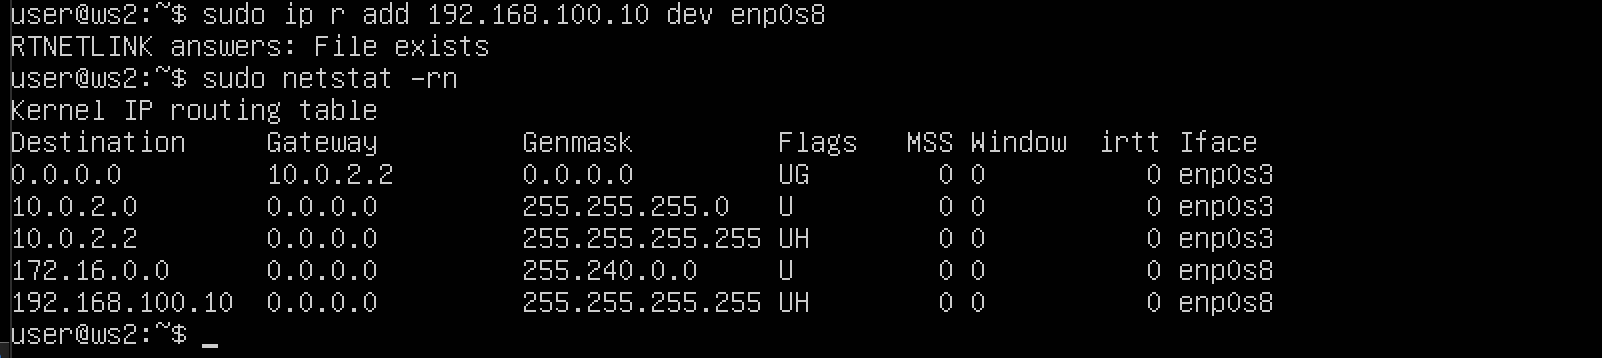 user@ws2:~$ sudo ip r add 192.168.100.10 dev enp0s8
RTNETLINK answers: File exists
user@ws2:~$ sudo netstat -rn
Kernel IP routing table
Destination     Gateway         Genmask         Flags   MSS Window  irtt Iface
0.0.0.0         10.0.2.2        0.0.0.0         UG        0 0          0 enp0s3
10.0.2.0        0.0.0.0         255.255.255.0   U         0 0          0 enp0s3
10.0.2.2        0.0.0.0         255.255.255.255 UH        0 0          0 enp0s3
172.16.0.0      0.0.0.0         255.240.0.0     U         0 0          0 enp0s8
192.168.100.10  0.0.0.0         255.255.255.255 UH        0 0          0 enp0s8
user@ws2:~$ _